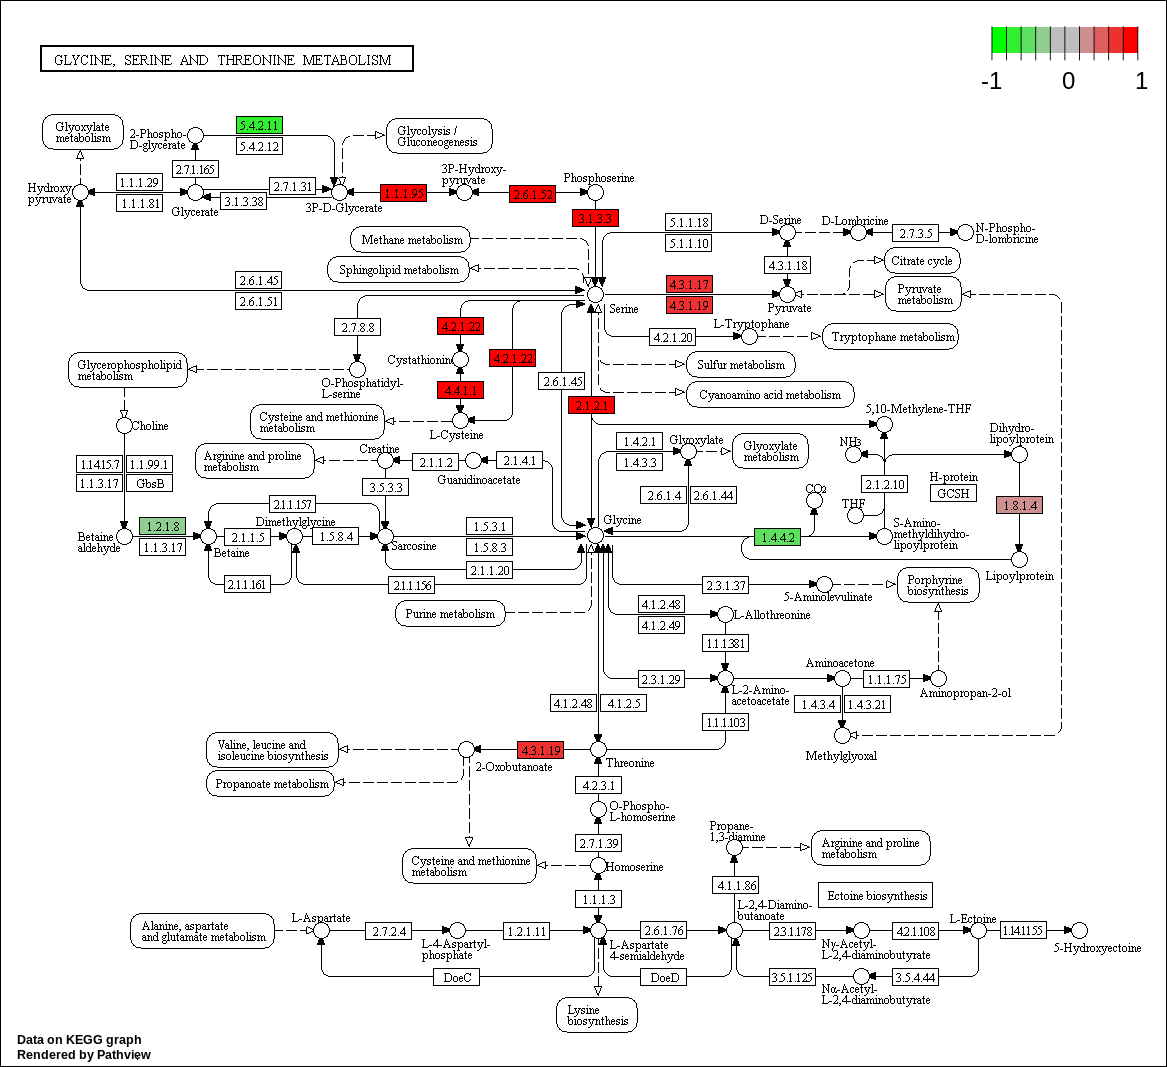 GLYCINE, SERINE AND THREONINE METABOLISM
-1
0
1
Glyoxylate
metabolism
2-Phospho-
D-glycerate
5.4.2.11
5.4.2.12
Glycolysis /
Gluconeogenesis
2.7.1.165
3P-Hydroxy-
pyruvate
Phosphoserine
Hydroxy
pyruvate
1.1.1.29
1.1.1.81
Glycerate
2.7.1.31
3.1.3.38
3P-D-Glycerate
1.1.1.95
2.6.1.52
3.1.3.3
Methane metabolism
Sphingolipid metabolism
5.1.1.18
5.1.1.10
D-Serine
D-Lombricine
2.7.3.5
N-Phospho-
D-lombricine
4.3.1.18
Citrate cycle
2.6.1.45
2.6.1.51
Serine
4.3.1.17
4.3.1.19
Pyruvate
Pyruvate
metabolism
2.7.8.8
4.2.1.22
L-Tryptophane
4.2.1.20
Tryptophane metabolism
Glycerophospholipid
metabolism
Cystathionin
4.2.1.22
Sulfur metabolism
O-Phosphatidyl-
L-serine
4.4.1.1
2.6.1.45
2.1.2.1
Cyanoamino acid metabolism
Choline
Cysteine and methionine
metabolism
L-Cysteine
5,10-Methylene-THF
Arginine and proline
metabolism
Creatine
2.1.1.2
2.1.4.1
Guanidinoacetate
1.4.2.1
1.4.3.3
Glyoxylate
Glyoxylate
metabolism
NH3
Dihydro-
lipoylprotein
1.14.15.7
1.1.99.1
1.1.3.17
GbsB
3.5.3.3
2.6.1.4
2.6.1.44
CO2
2.1.2.10
H-protein
GCSH
THF
1.8.1.4
2.1.1.157
Betaine
aldehyde
1.2.1.8
1.1.3.17
Betaine
2.1.1.5
Dimethylglycine
1.5.8.4
Sarcosine
1.5.3.1
1.5.8.3
2.1.1.20
Glycine
1.4.4.2
S-Amino-
methyldihydro-
lipoylprotein
Lipoylprotein
2.1.1.161
2.1.1.156
Purine metabolism
2.3.1.37
5-Aminolevulinate
Porphyrine
biosynthesis
4.1.2.48
4.1.2.49
L-Allothreonine
1.1.1.381
2.3.1.29
L-2-Amino-
acetoacetate
Aminoacetone
1.1.1.75
Aminopropan-2-ol
4.1.2.48
4.1.2.5
1.1.1.103
1.4.3.4
1.4.3.21
Methylglyoxal
Valine, leucine and
isoleucine biosynthesis
2-Oxobutanoate
4.3.1.19
Threonine
Propanoate metabolism
4.2.3.1
O-Phospho-
L-homoserine
2.7.1.39
Cysteine and methionine
metabolism
Homoserine
Propane-
1,3-diamine
Arginine and proline
metabolism
4.1.1.86
Ectoine biosynthesis
1.1.1.3
Alanine, aspartate
and glutamate metabolism
L-Aspartate
2.7.2.4
L-4-Aspartyl-
phosphate
1.2.1.11
L-Aspartate
4-semialdehyde
2.6.1.76
L-2,4-Diamino-
butanoate
2.3.1.178
Nγ-Acetyl-
L-2,4-diaminobutyrate
4.2.1.108
L-Ectoine
1.14.11.55
5-Hydroxyectoine
DoeC
DoeD
3.5.1.125
Nα-Acetyl-
L-2,4-diaminobutyrate
3.5.4.44
Lysine
biosynthesis
Data on KEGG graph
Rendered by Pathview